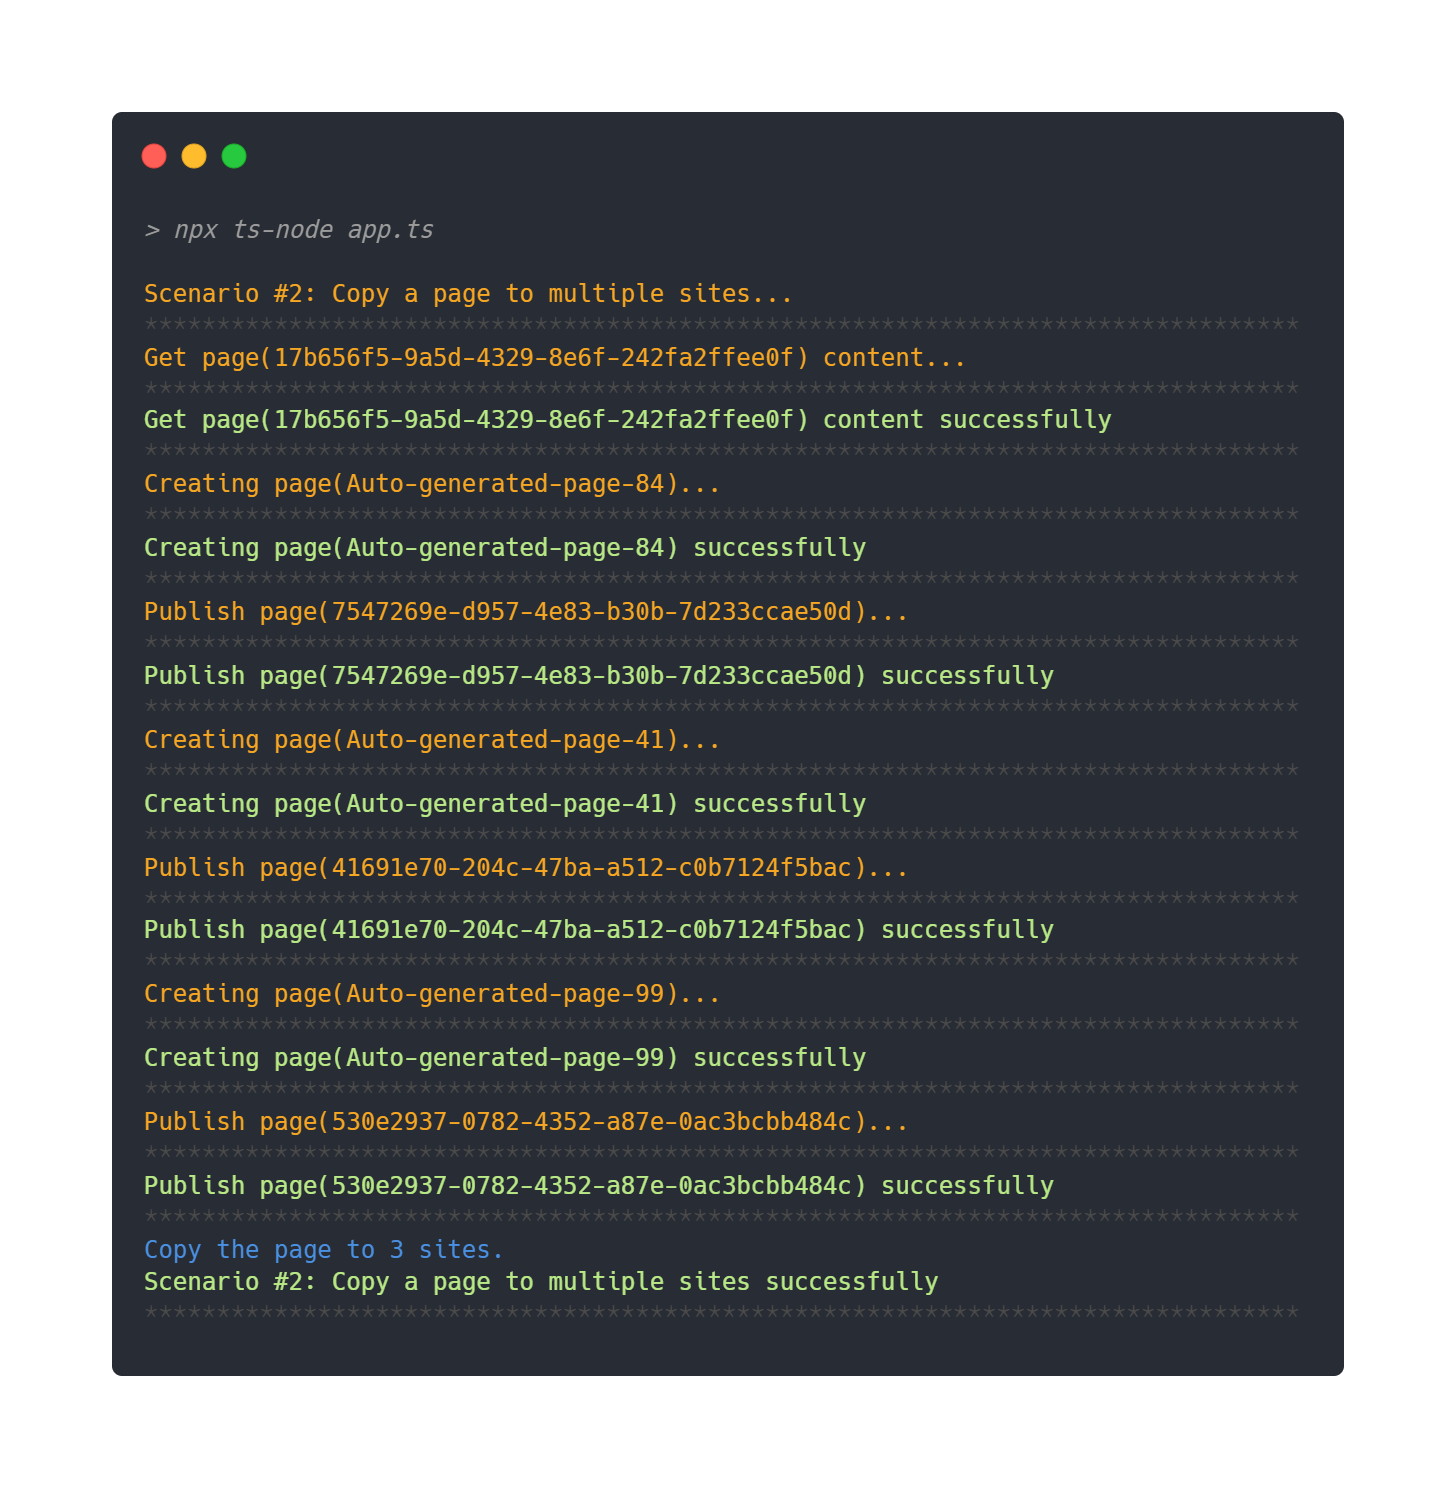 > npx ts-node app.ts
Scenario #2: Copy a page to multiple sites...
********************************************************************************
Get page(17b656f5-9a5d-4329-8e6f-242fa2ffee0f) content...
********************************************************************************
Get page(17b656f5-9a5d-4329-8e6f-242fa2ffee0f) content successfully
********************************************************************************
Creating page(Auto-generated-page-84)...
********************************************************************************
Creating page(Auto-generated-page-84) successfully
********************************************************************************
Publish page(7547269e-d957-4e83-b30b-7d233ccae50d)...
********************************************************************************
Publish page(7547269e-d957-4e83-b30b-7d233ccae50d) successfully
********************************************************************************
Creating page(Auto-generated-page-41)...
********************************************************************************
Creating page(Auto-generated-page-41) successfully
********************************************************************************
Publish page(41691e70-204c-47ba-a512-c0b7124f5bac)...
********************************************************************************
Publish page(41691e70-204c-47ba-a512-c0b7124f5bac) successfully
********************************************************************************
Creating page(Auto-generated-page-99)...
********************************************************************************
Creating page(Auto-generated-page-99) successfully
********************************************************************************
Publish page(530e2937-0782-4352-a87e-0ac3bcbb484c)...
********************************************************************************
Publish page(530e2937-0782-4352-a87e-0ac3bcbb484c) successfully
********************************************************************************
Copy the page to 3 sites.
Scenario #2: Copy a page to multiple sites successfully
********************************************************************************